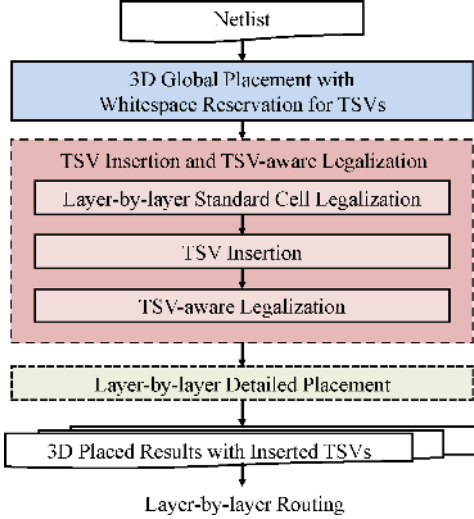 Netlist
3D Global Placement with
Whitespace Reservation for TSVs
TSV Insertion and TSV-aware Legalization
Layer-by-layer Standard Cell Legalization
TSV Insertion
TSV-aware Legalization
Layer-by-layer Detailed Placement
3D Placed Results with Inserted TSVs
Layer-by-layer Routing